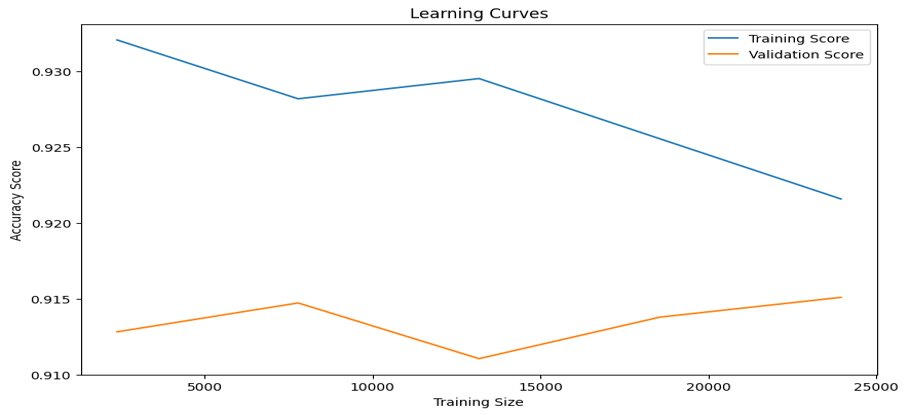 Learning Curves
Training Score
Validation Score
0.930
0.925
0.920
0.915
0.910
Accuracy Score
5000
10000
15000
20000
25000
Training Size